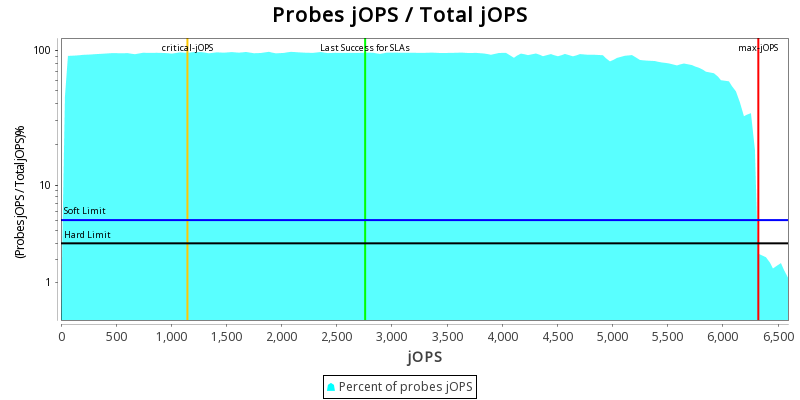 Probes jOPS / Total jOPS
critical-jOPS
Last Success for SLAs
max-jOPS
(Probes jOPS / Total jOPS)%
100
10
1
Soft Limit
Hard Limit
0
500
1,000
1,500
2,000
2,500
3,000
3,500
4,000
4,500
5,000
5,500
6,000
6,500
jOPS
Percent of probes jOPS